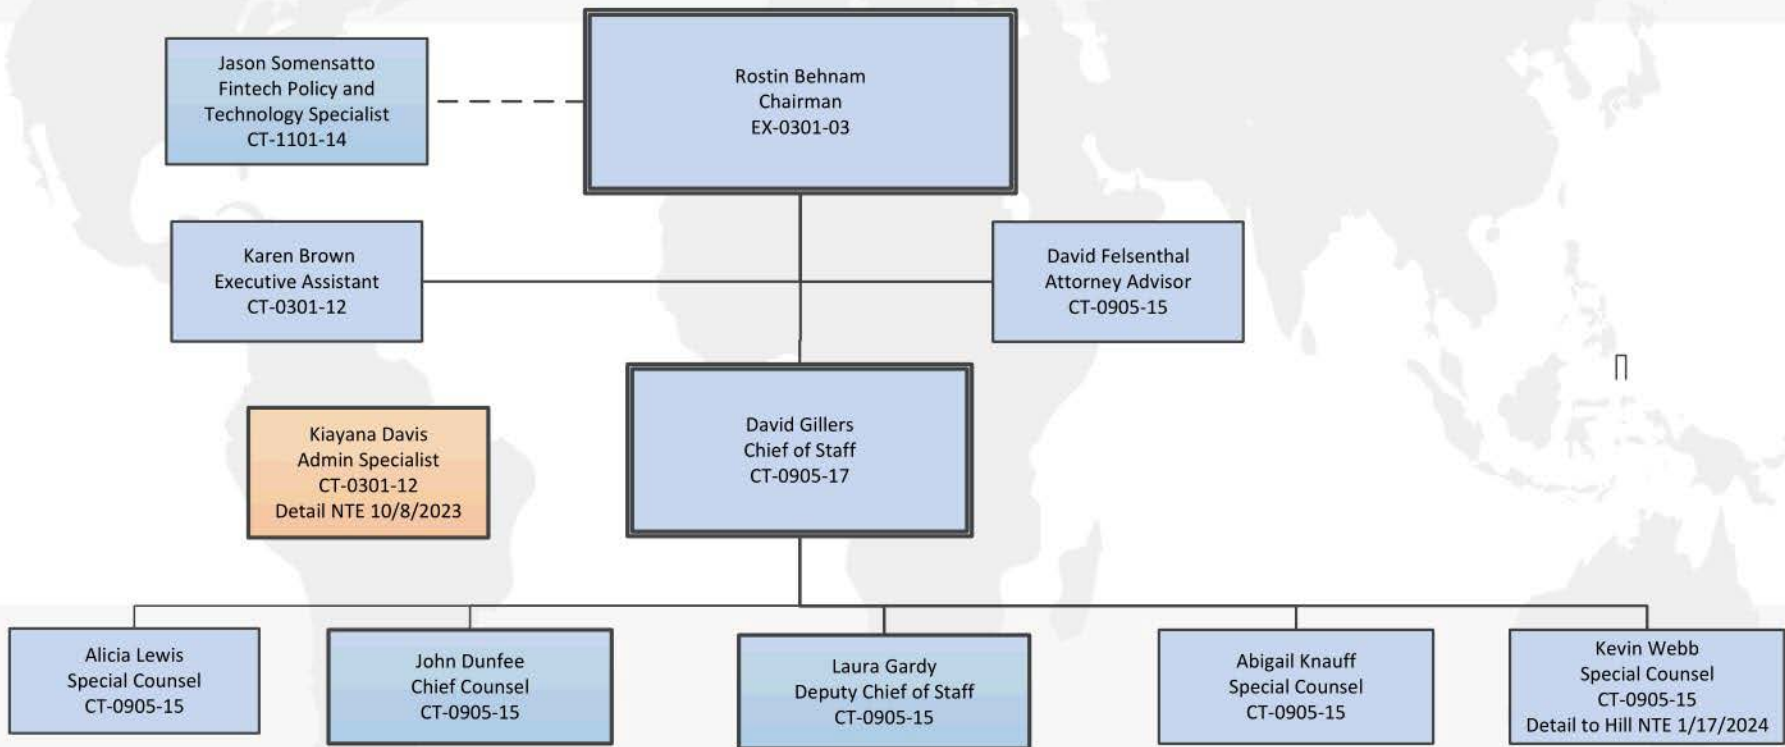 Jason Somensatto
Fintech Policy and
Technology Specialist
CT-1101-14
Rostin Behnam
Chairman
EX-0301-03
Karen Brown
Executive Assistant
CT-0301-12
David Felsenthal
Attorney Advisor
CT-0905-15
Kiayana Davis
Admin Specialist
CT-0301-12
Detail NTE 10/8/2023
David Gillers
Chief of Staff
CT-0905-17
Alicia Lewis
Special Counsel
CT-0905-15
John Dunfee
Chief Counsel
CT-0905-15
Laura Gardy
Deputy Chief of Staff
CT-0905-15
Abigail Knauff
Special Counsel
CT-0905-15
Kevin Webb
Special Counsel
CT-0905-15
Detail to Hill NTE 1/17/2024